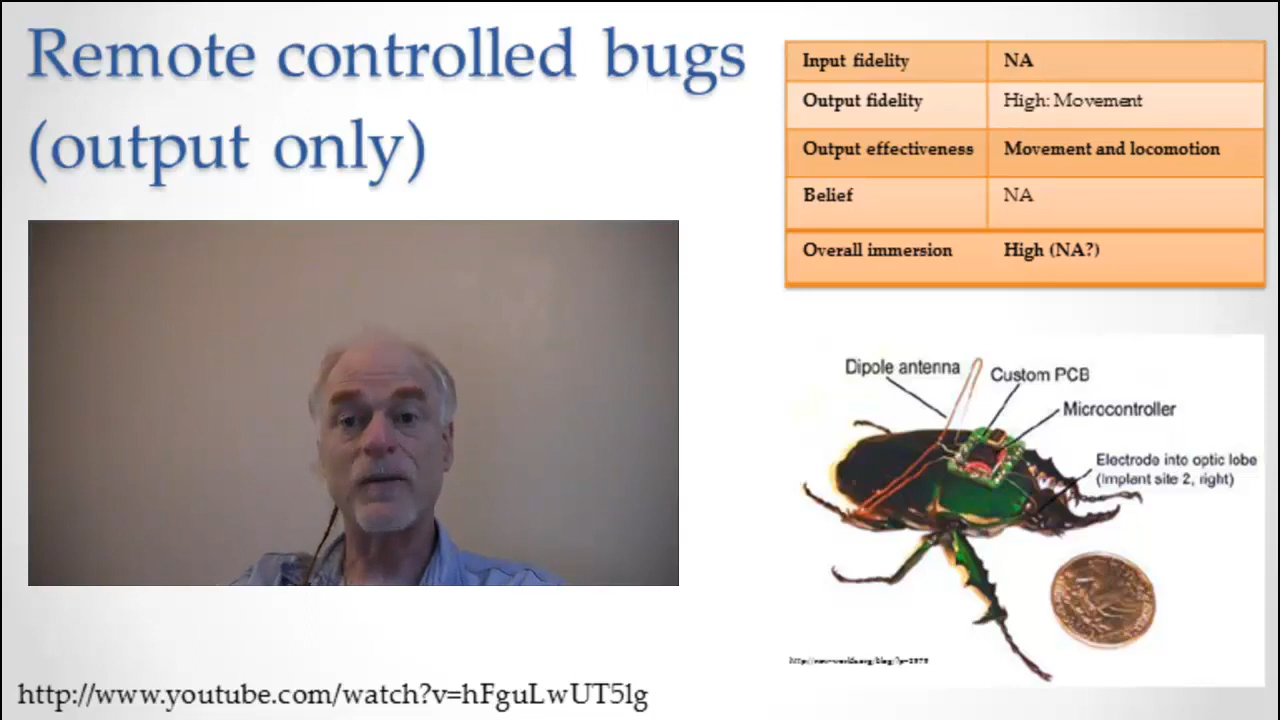 Remote controlled bugs
(output only)
Input fidelity NA
Output fidelity High: Movement
Output effectiveness Movement and locomotion
Belief NA
Overall immersion High (NA?)
Dipole antenna
Custom PCB
Microcontroller
Electrode into optic lobe
(Implant site 2, right)
http://www.youtube.com/watch?v=hFguLwUT5lg